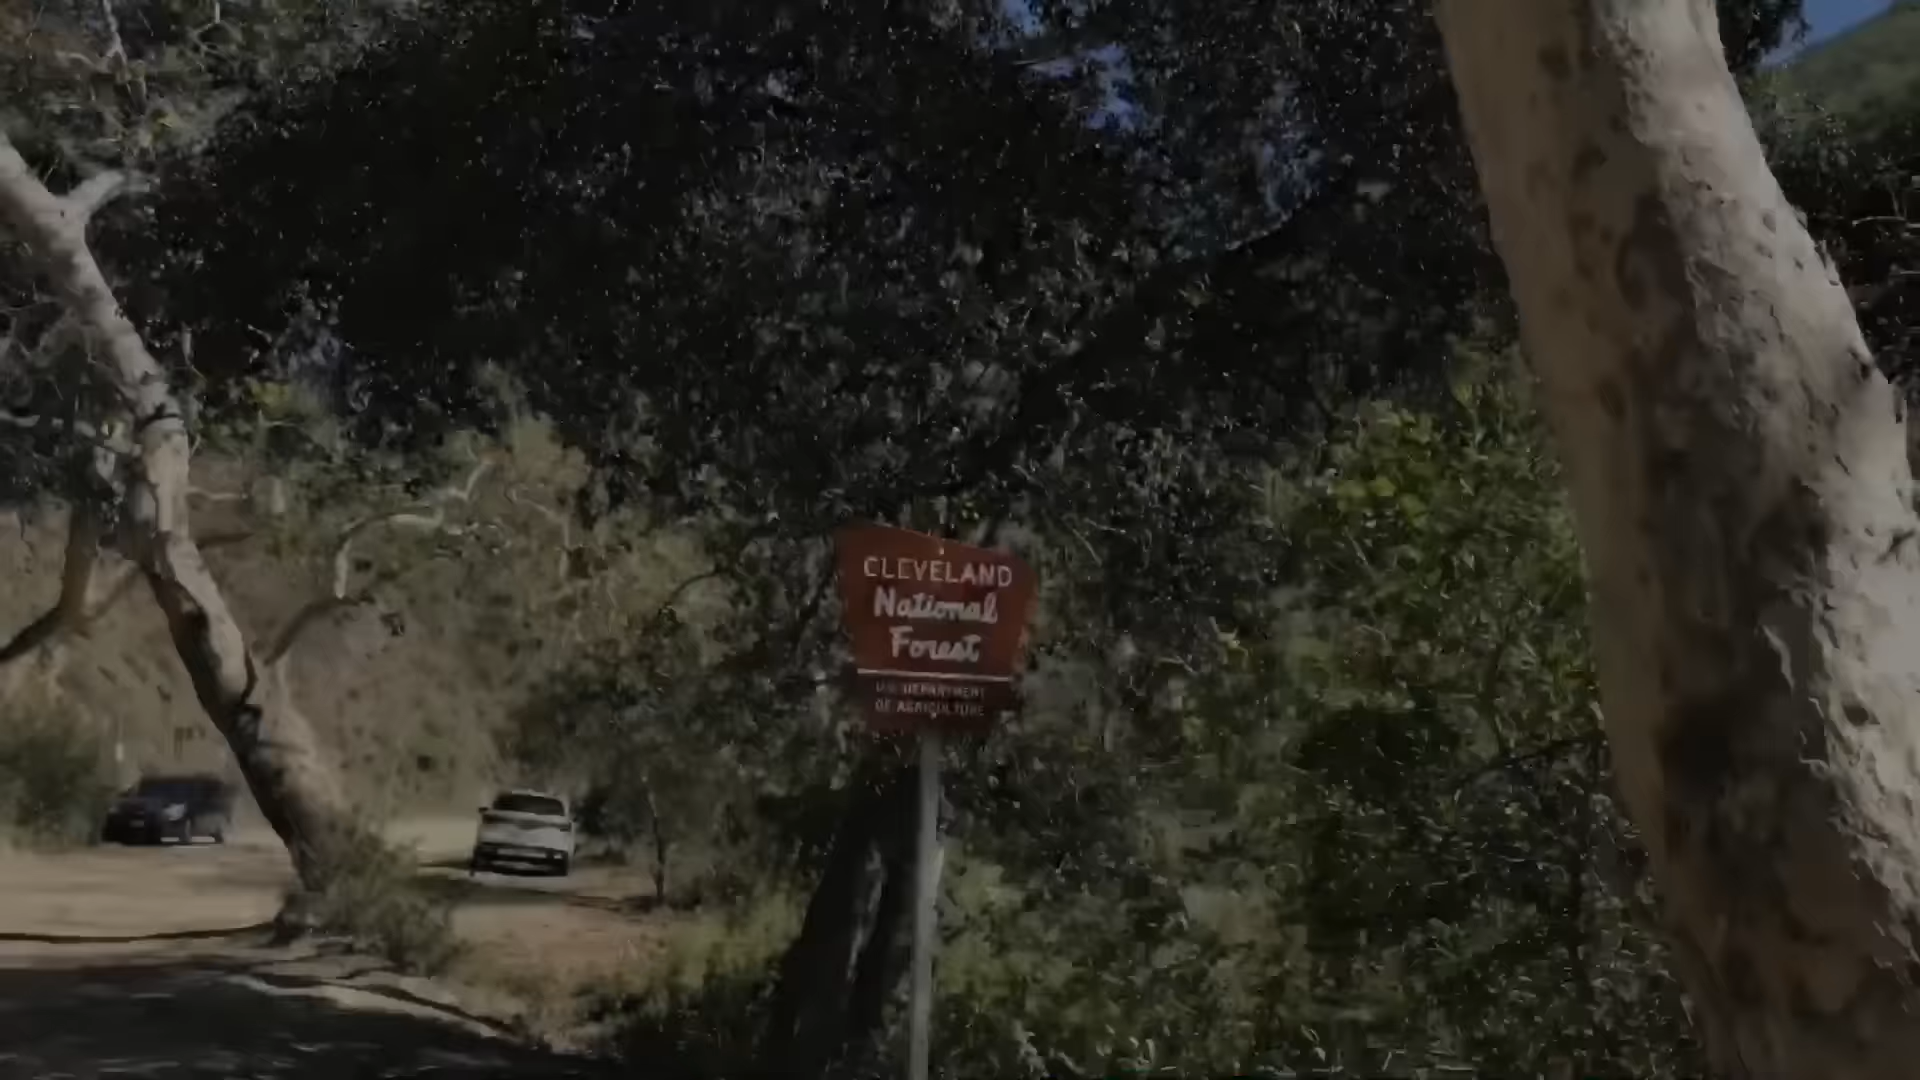 CLEVELAND
National
Forest
U.S. DEPARTMENT
OF AGRICULTURE